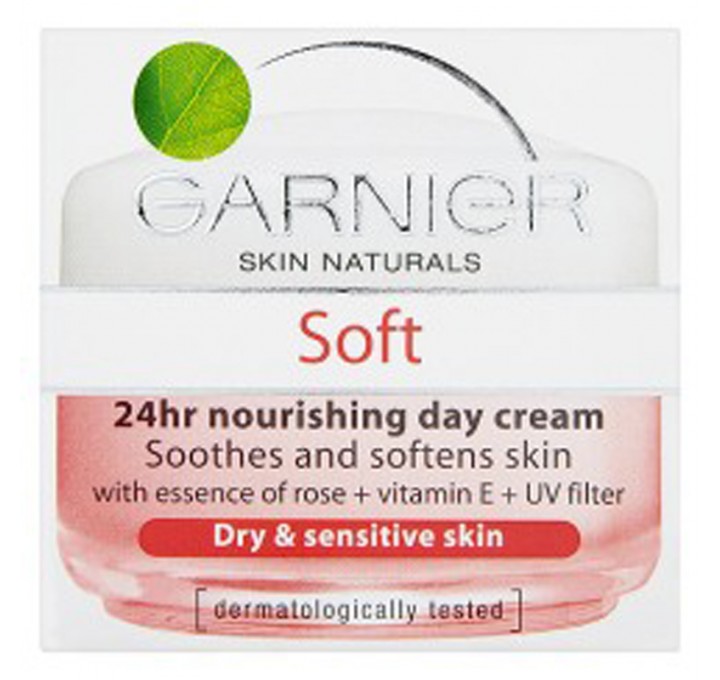 GARNIER
SKIN NATURALS
Soft
24hr nourishing day cream
Soothes and softens skin
with essence of rose + vitamin E + UV filter
Dry & sensitive skin
[dermatologically tested]